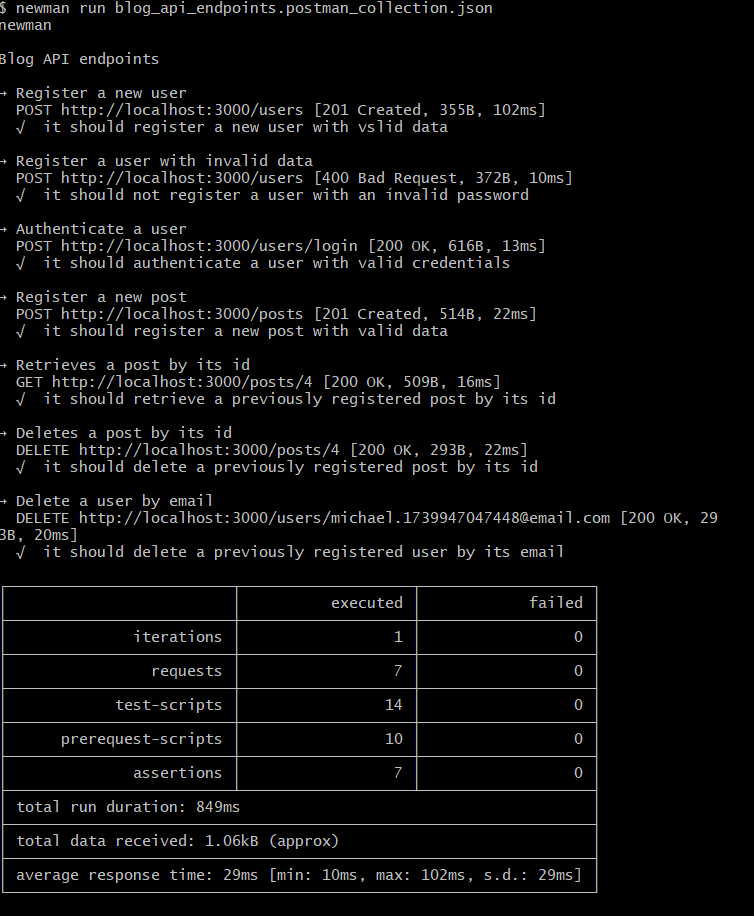 $ newman run blog_api_endpoints.postman_collection.json
newman
Blog API endpoints
→ Register a new user
POST http://localhost:3000/users [201 Created, 355B, 102ms]
√ it should register a new user with vslid data
→ Register a user with invalid data
POST http://localhost:3000/users [400 Bad Request, 372B, 10ms]
√ it should not register a user with an ínvalid password
→ Authenticate a user
POST http://localhost:3000/users/login [200 OK, 616B, 13ms]
√ it should authenticate a user with valid credentials
→ Register a new post
POST http://localhost:3000/posts [201 Created, 514B, 22ms]
√ it should register a new post with valid data
→ Retrieves a post by its id
GET http://localhost:3000/posts/4 [200 OK, 509B, 16ms]
√ it should retrieve a previously registered post by its id
→ Deletes a post by its id
DELETE http://localhost:3000/posts/4 [200 OK, 293B, 22ms]
√ it should delete a previously registered post by its id
→ Delete a user by email
DELETE http://localhost:3000/users/michael.1739947047448@email.com [200 OK, 29
3B, 20ms]
√ it should delete a previously registered user by its email
executed failed
iterations 1 0
requests 7 0
test-scripts 14 0
prerequest-scripts 10 0
assertions 7 0
total run duration: 849ms
total data received: 1.06kB (approx)
average response time: 29ms [min: 10ms, max: 102ms, s.d.: 29ms]